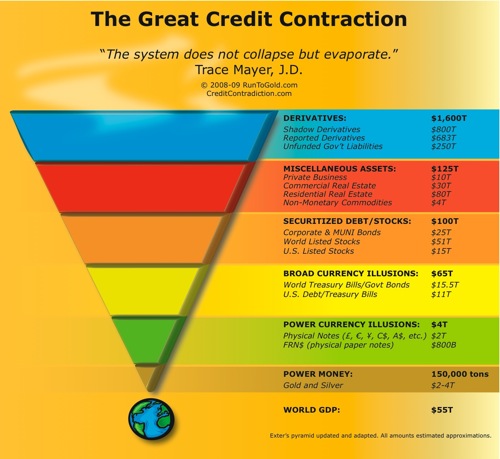 The Great Credit Contraction
“The system does not collapse but evaporate.”
Trace Mayer, J.D.
© 2008-09 RunToGold.com
CreditContradiction.com
DERIVATIVES: $1,600T
Shadow Derivatives $800T
Reported Derivatives $683T
Unfunded Gov't Liabilities $250T
MISCELLANEOUS ASSETS: $125T
Private Business $10T
Commercial Real Estate $30T
Residential Real Estate $80T
Non-Monetary Commodities $4T
SECURITIZED DEBT/STOCKS: $100T
Corporate & MUNI Bonds $25T
World Listed Stocks $51T
U.S. Listed Stocks $15T
BROAD CURRENCY ILLUSIONS: $65T
World Treasury Bills/Govt Bonds $15.5T
U.S. Debt/Treasury Bills $11T
POWER CURRENCY ILLUSIONS: $4T
Physical Notes (£, €, ¥, C$, A$, etc.) $2T
FRN$ (physical paper notes) $800B
POWER MONEY: 150,000 tons
Gold and Silver $2-4T
WORLD GDP: $55T
Exter's pyramid updated and adapted. All amounts estimated approximations.